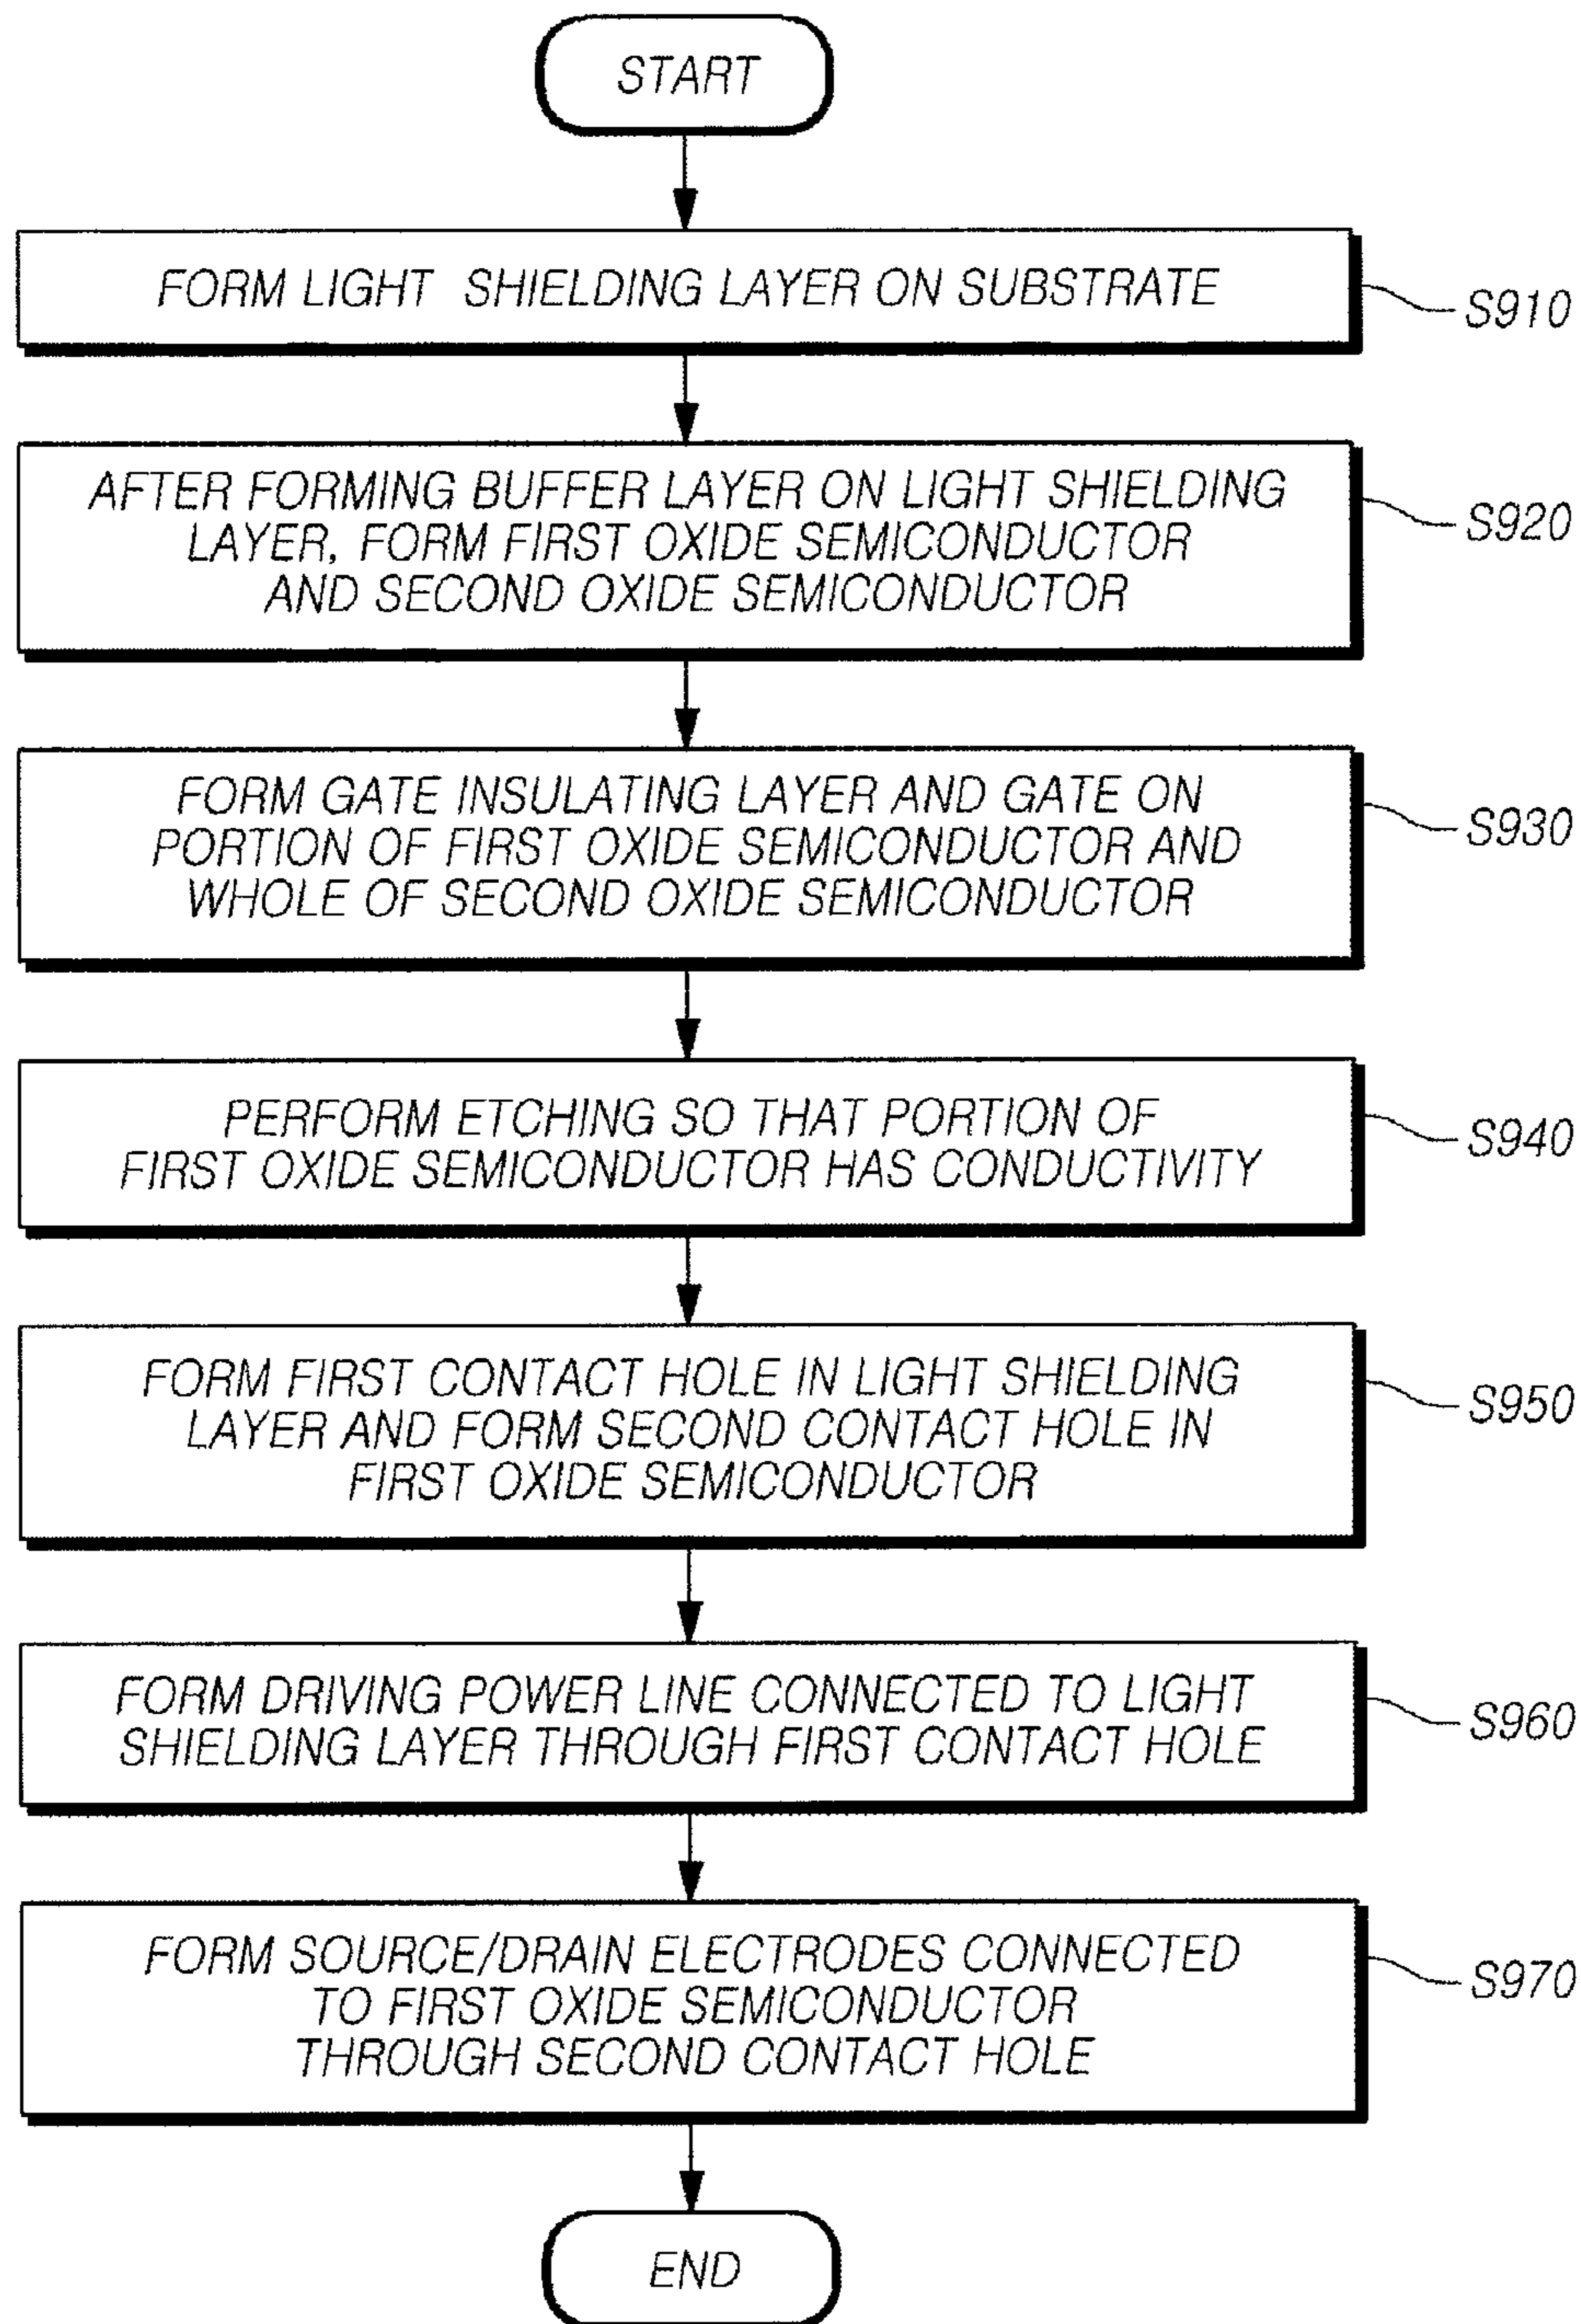 START
FORM LIGHT SHIELDING LAYER ON SUBSTRATE
S910
AFTER FORMING BUFFER LAYER ON LIGHT SHIELDING
LAYER, FORM FIRST OXIDE SEMICONDUCTOR
AND SECOND OXIDE SEMICONDUCTOR
S920
FORM GATE INSULATING LAYER AND GATE ON
PORTION OF FIRST OXIDE SEMICONDUCTOR AND
WHOLE OF SECOND OXIDE SEMICONDUCTOR
S930
PERFORM ETCHING SO THAT PORTION OF
FIRST OXIDE SEMICONDUCTOR HAS CONDUCTIVITY
S940
FORM FIRST CONTACT HOLE IN LIGHT SHIELDING
LAYER AND FORM SECOND CONTACT HOLE IN
FIRST OXIDE SEMICONDUCTOR
S950
FORM DRIVING POWER LINE CONNECTED TO LIGHT
SHIELDING LAYER THROUGH FIRST CONTACT HOLE
S960
FORM SOURCE/DRAIN ELECTRODES CONNECTED
TO FIRST OXIDE SEMICONDUCTOR
THROUGH SECOND CONTACT HOLE
S970
END